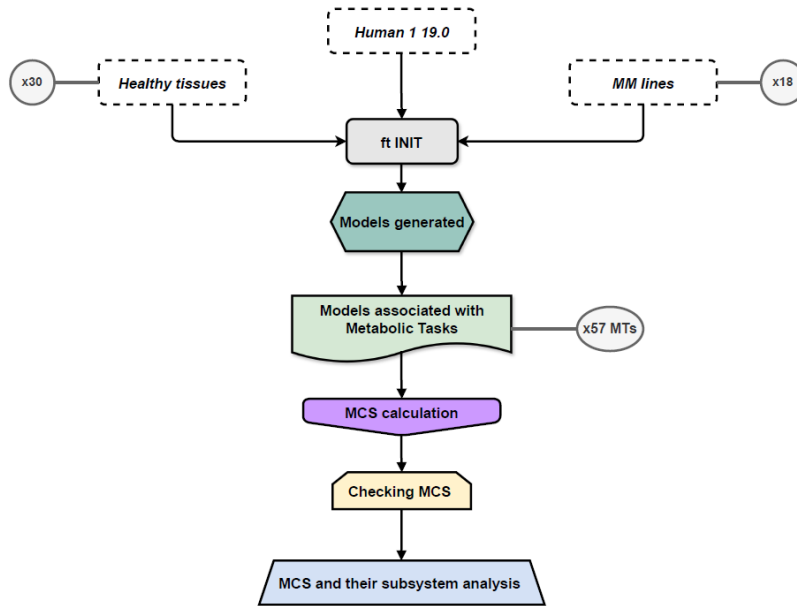 Human 1 19.0
x30
Healthy tissues
MM lines
x18
ft INIT
Models generated
Models associated with
Metabolic Tasks
x57 MTs
MCS calculation
Checking MCS
MCS and their subsystem analysis